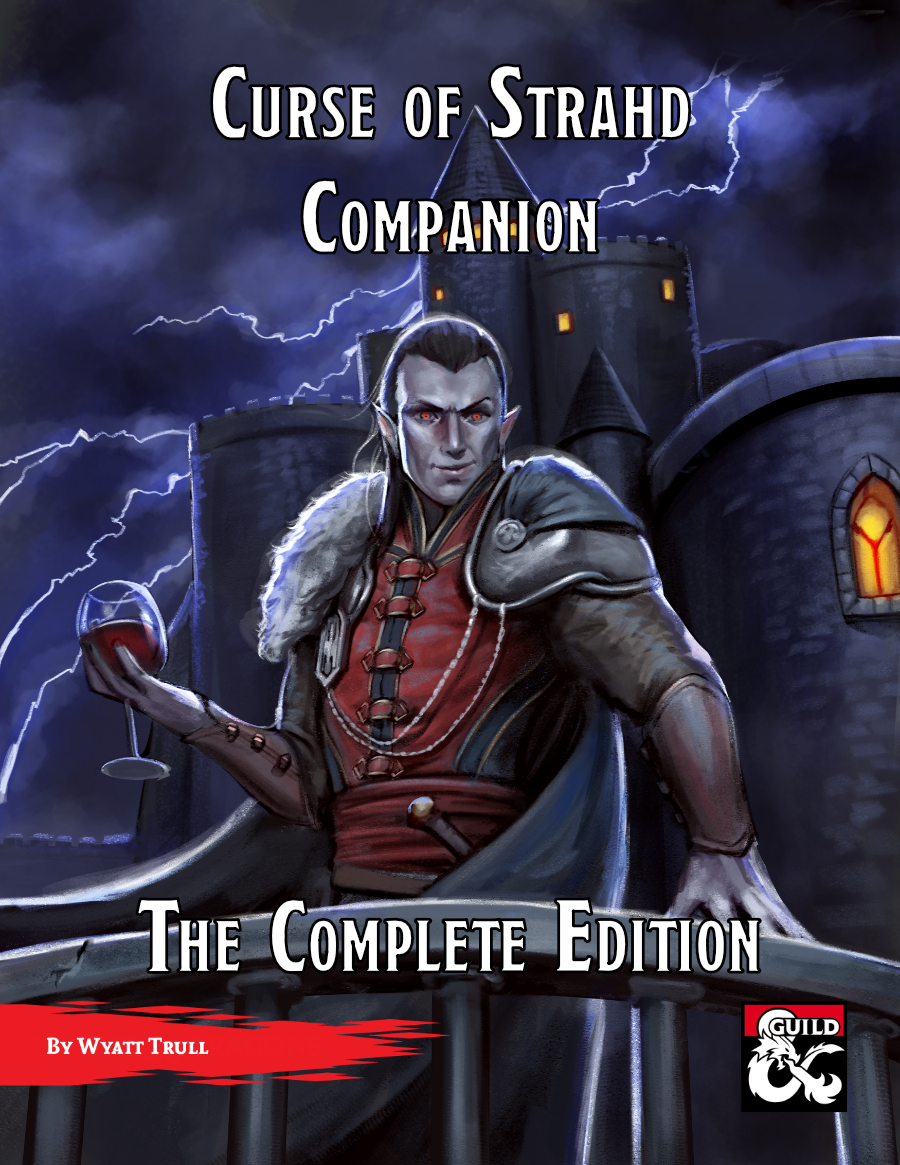 Curse of Strahd
Companion
The Complete Edition
By Wyatt Trull
GUILD